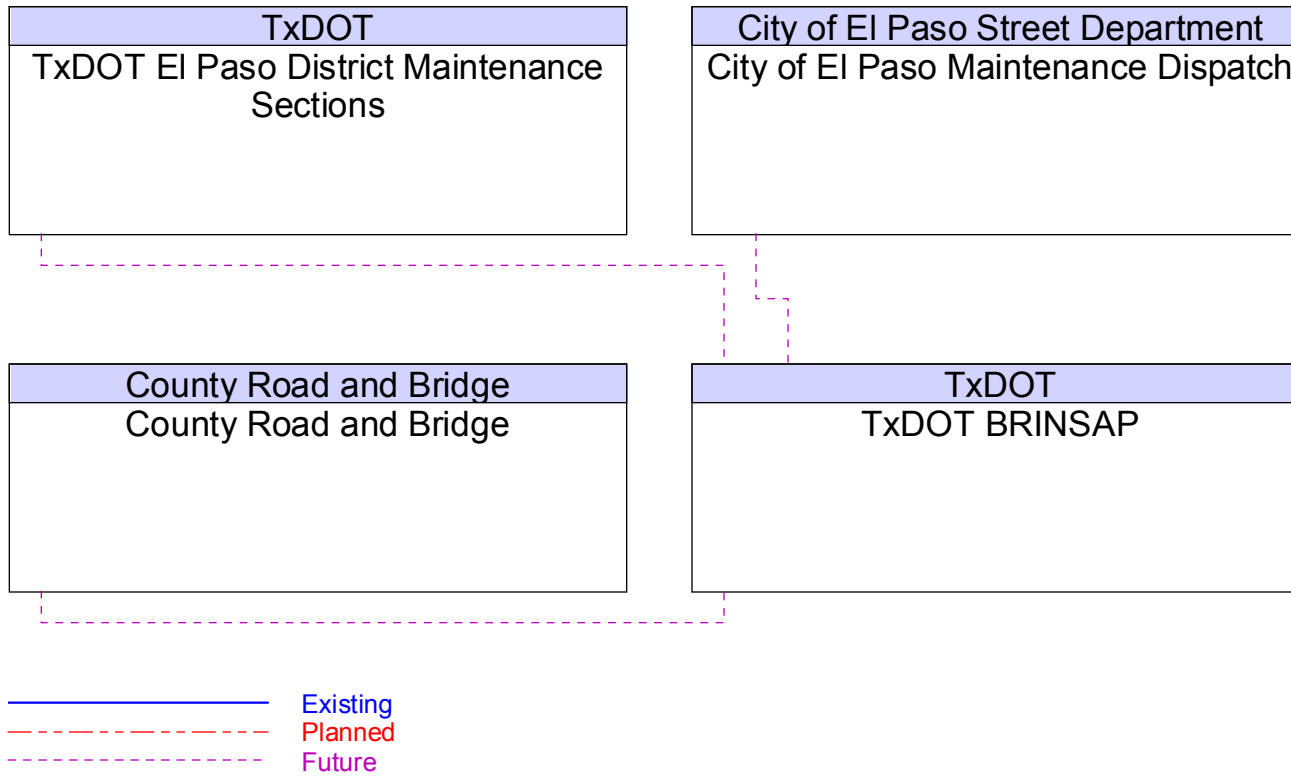 TxDOT
TxDOT El Paso District Maintenance
Sections
City of El Paso Street Department
City of El Paso Maintenance Dispatch
County Road and Bridge
County Road and Bridge
TxDOT
TxDOT BRINSAP
Existing
Planned
Future